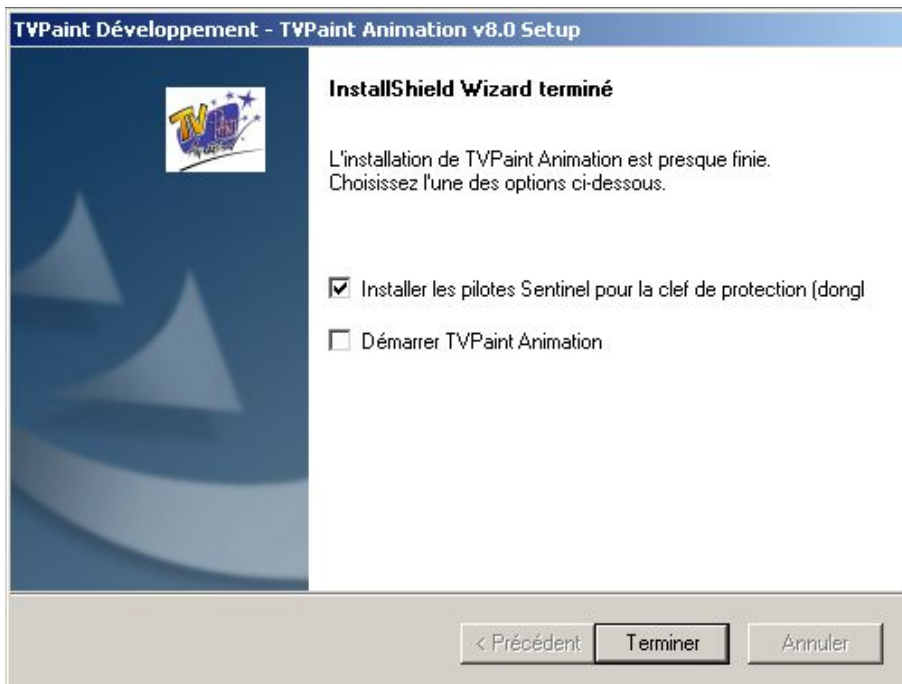 TVPaint Développement - TVPaint Animation v8.0 Setup
TV Paint
InstallShield Wizard terminé
L'installation de TVPaint Animation est presque finie.
Choisissez l'une des options ci-dessous.
Installer les pilotes Sentinel pour la clef de protection (dongl
Démarrer TVPaint Animation
< Précédent
Terminer
Annuler